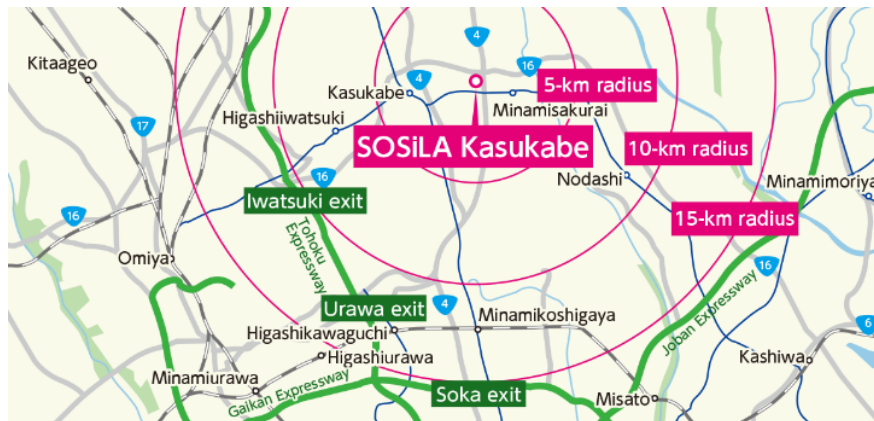 4
Kitaageo
4
16
5-km radius
Kasukabe
Minamisakurai
17
Higashiiwatsuki
SOSiLA Kasukabe
10-km radius
16
Nodashi
Minamimoriya
Iwatsuki exit
16
15-km radius
Tohoku
Expressway
Omiya
16
Urawa exit
4
Minamikoshigaya
Joban Expressway
6
Higashikawaguchi
Higashiurawa
Kashiwa
Minamiurawa
Gaikan Expressway
Soka exit
Misato